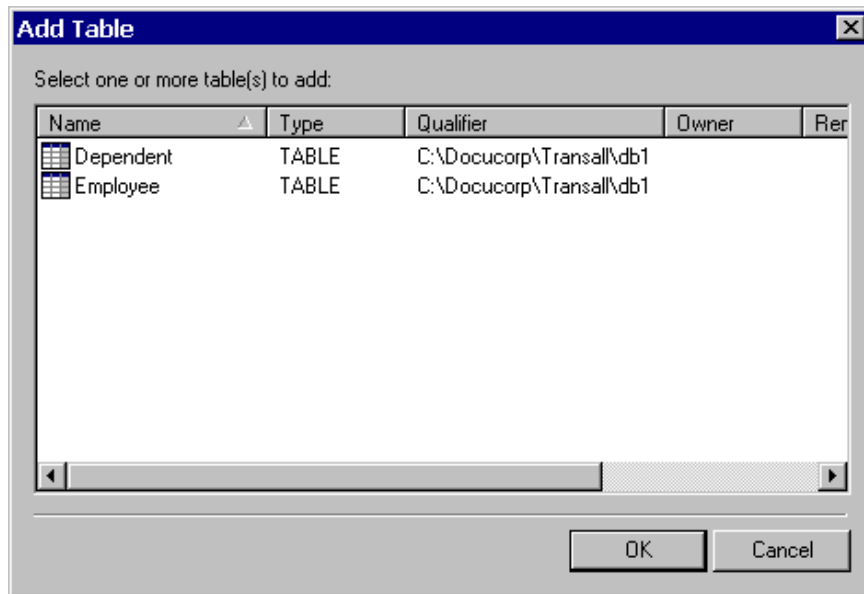 Add Table
Select one or more table(s) to add:
Name Type Qualifier Owner Rer
Dependent TABLE C:\Docucorp\Transall\db1
Employee TABLE C:\Docucorp\Transall\db1
OK Cancel